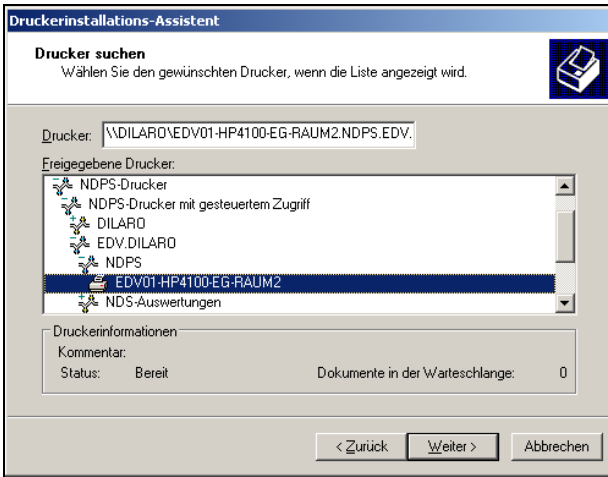 Druckerinstallations-Assistent
Drucker suchen
Wählen Sie den gewünschten Drucker, wenn die Liste angezeigt wird.
Drucker: \\DILARO\EDV01-HP4100-EG-RAUM2.NDPS.EDV.
Freigegebene Drucker:
NDPS-Drucker
NDPS-Drucker mit gesteuertem Zugriff
DILARO
EDV.DILARO
NDPS
EDV01-HP4100-EG-RAUM2
NDS-Auswertungen
Druckerinformationen
Kommentar:
Status: Bereit Dokumente in der Warteschlange: 0
< Zurück Weiter > Abbrechen